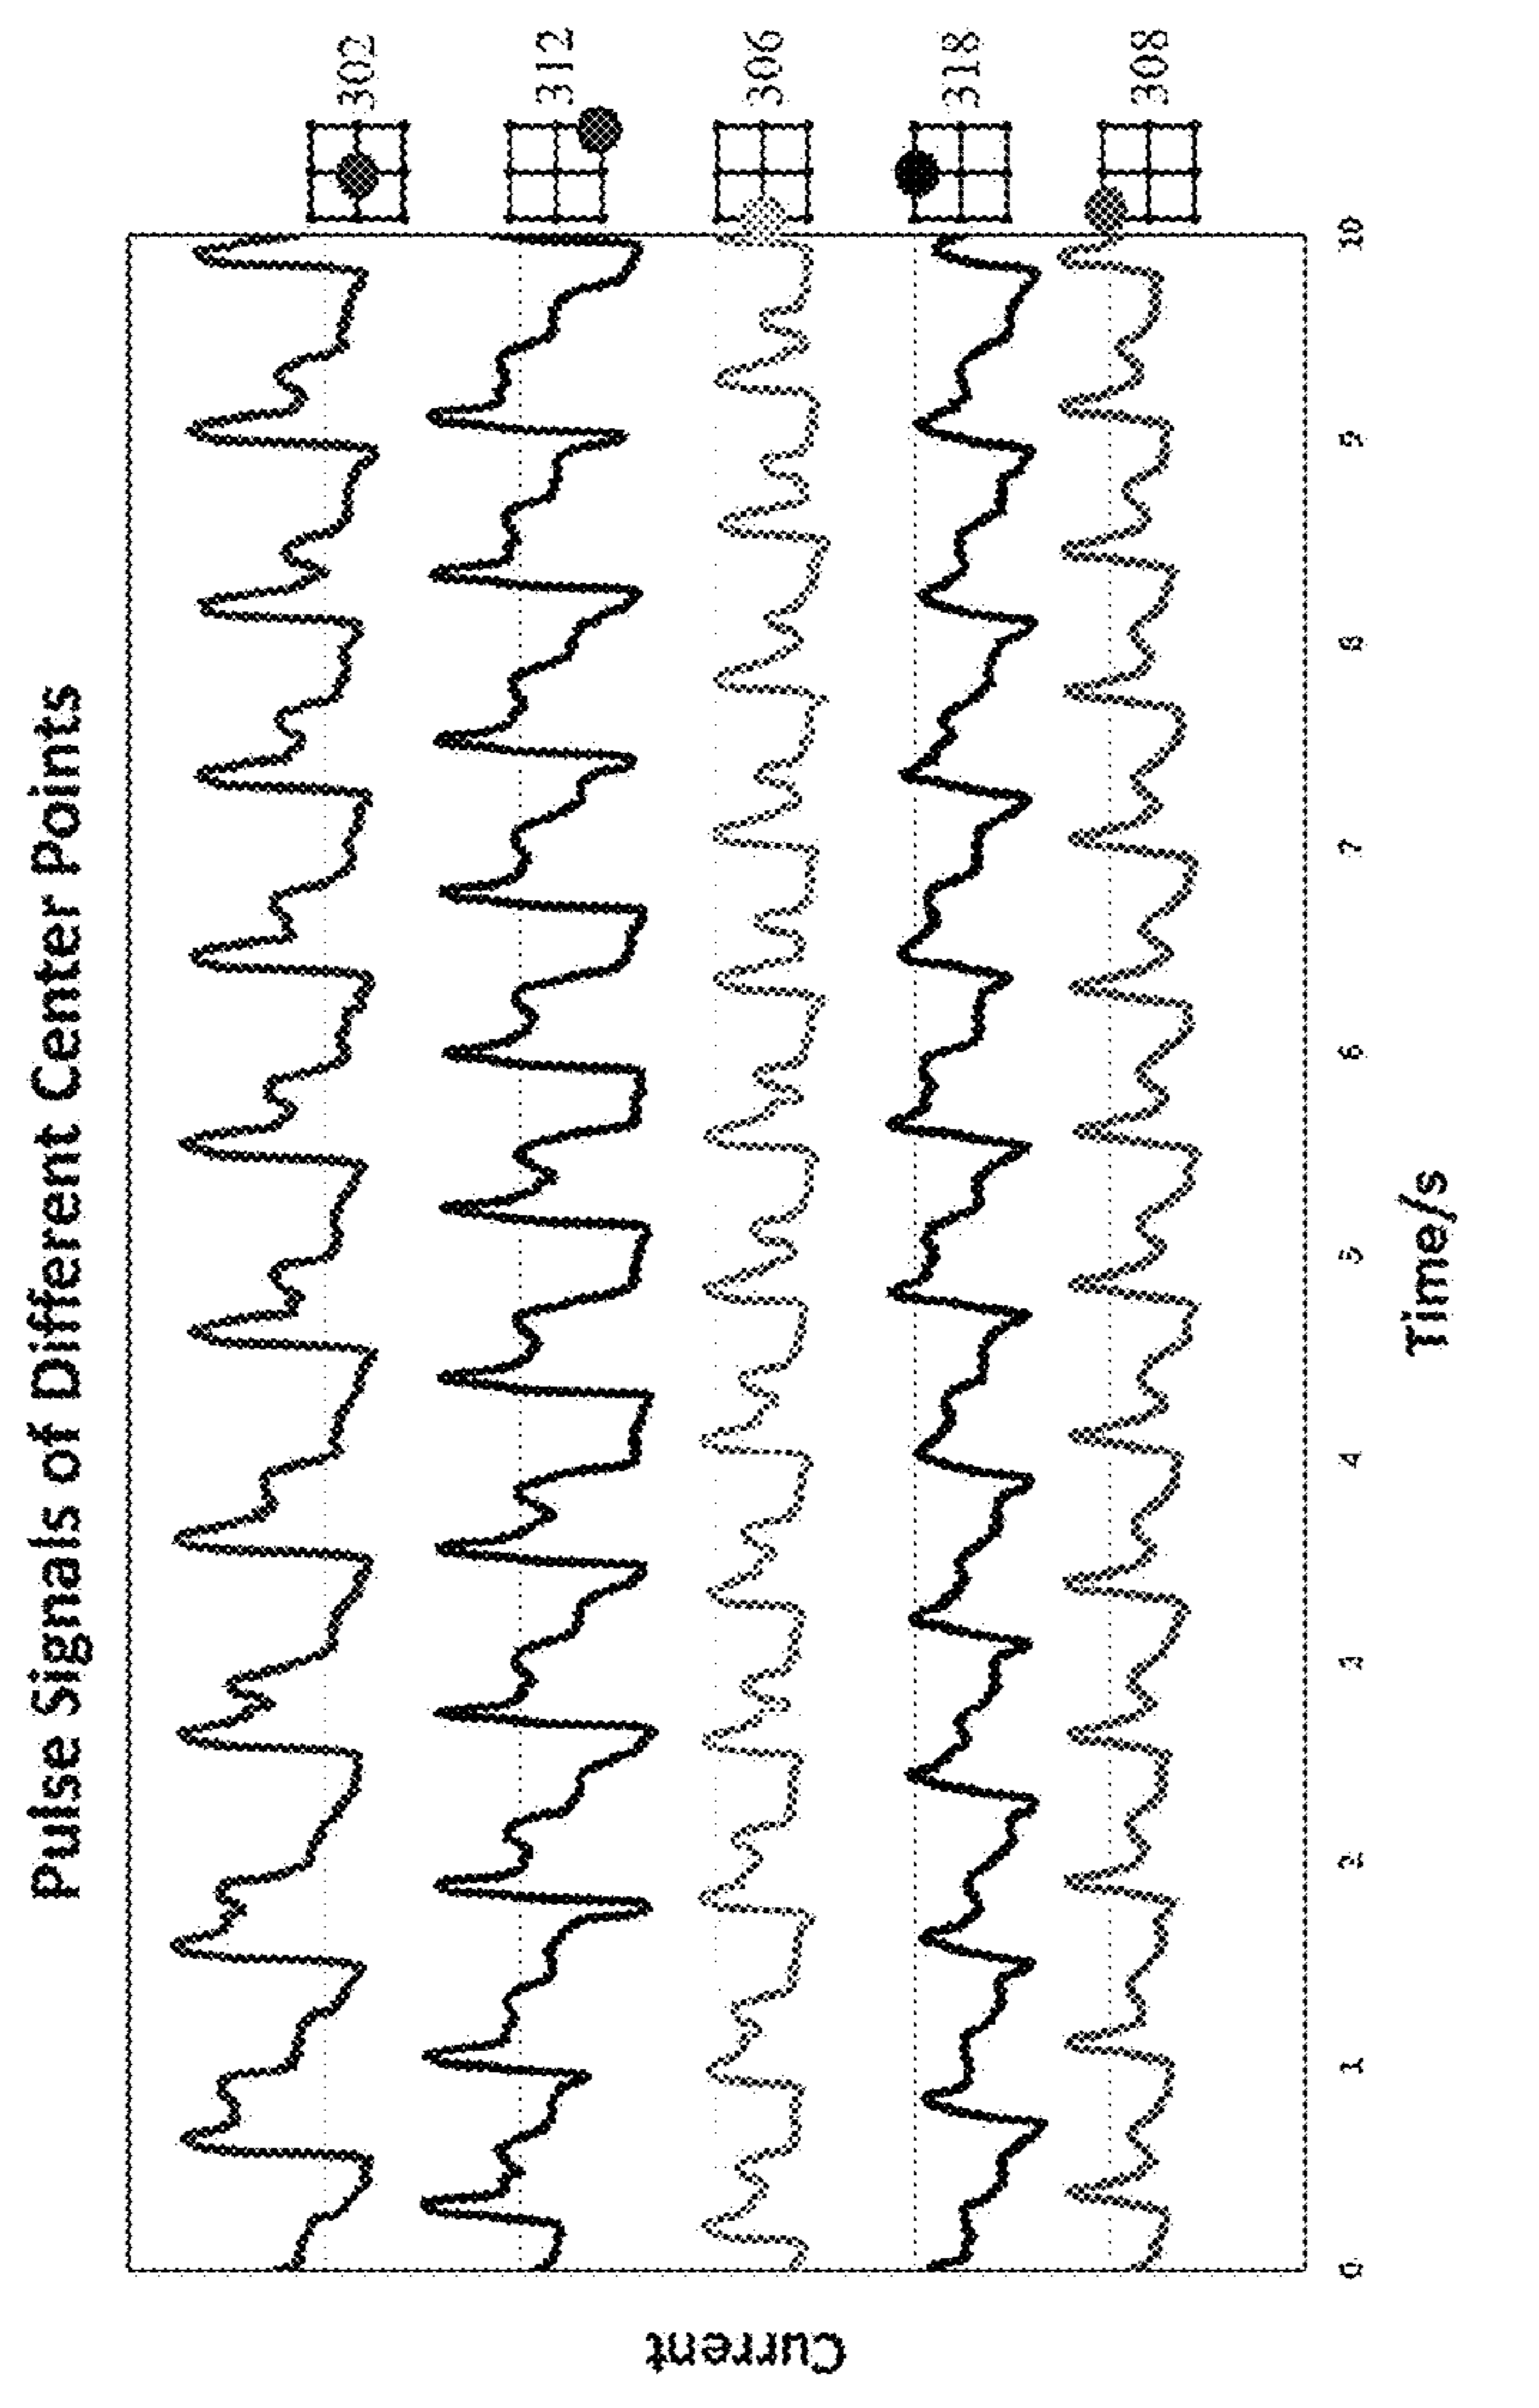 Pulse Signals of Different Center Points
Current
302
312
306
318
308
0 1 2 3 4 5 6 7 8 9 10
Time/s